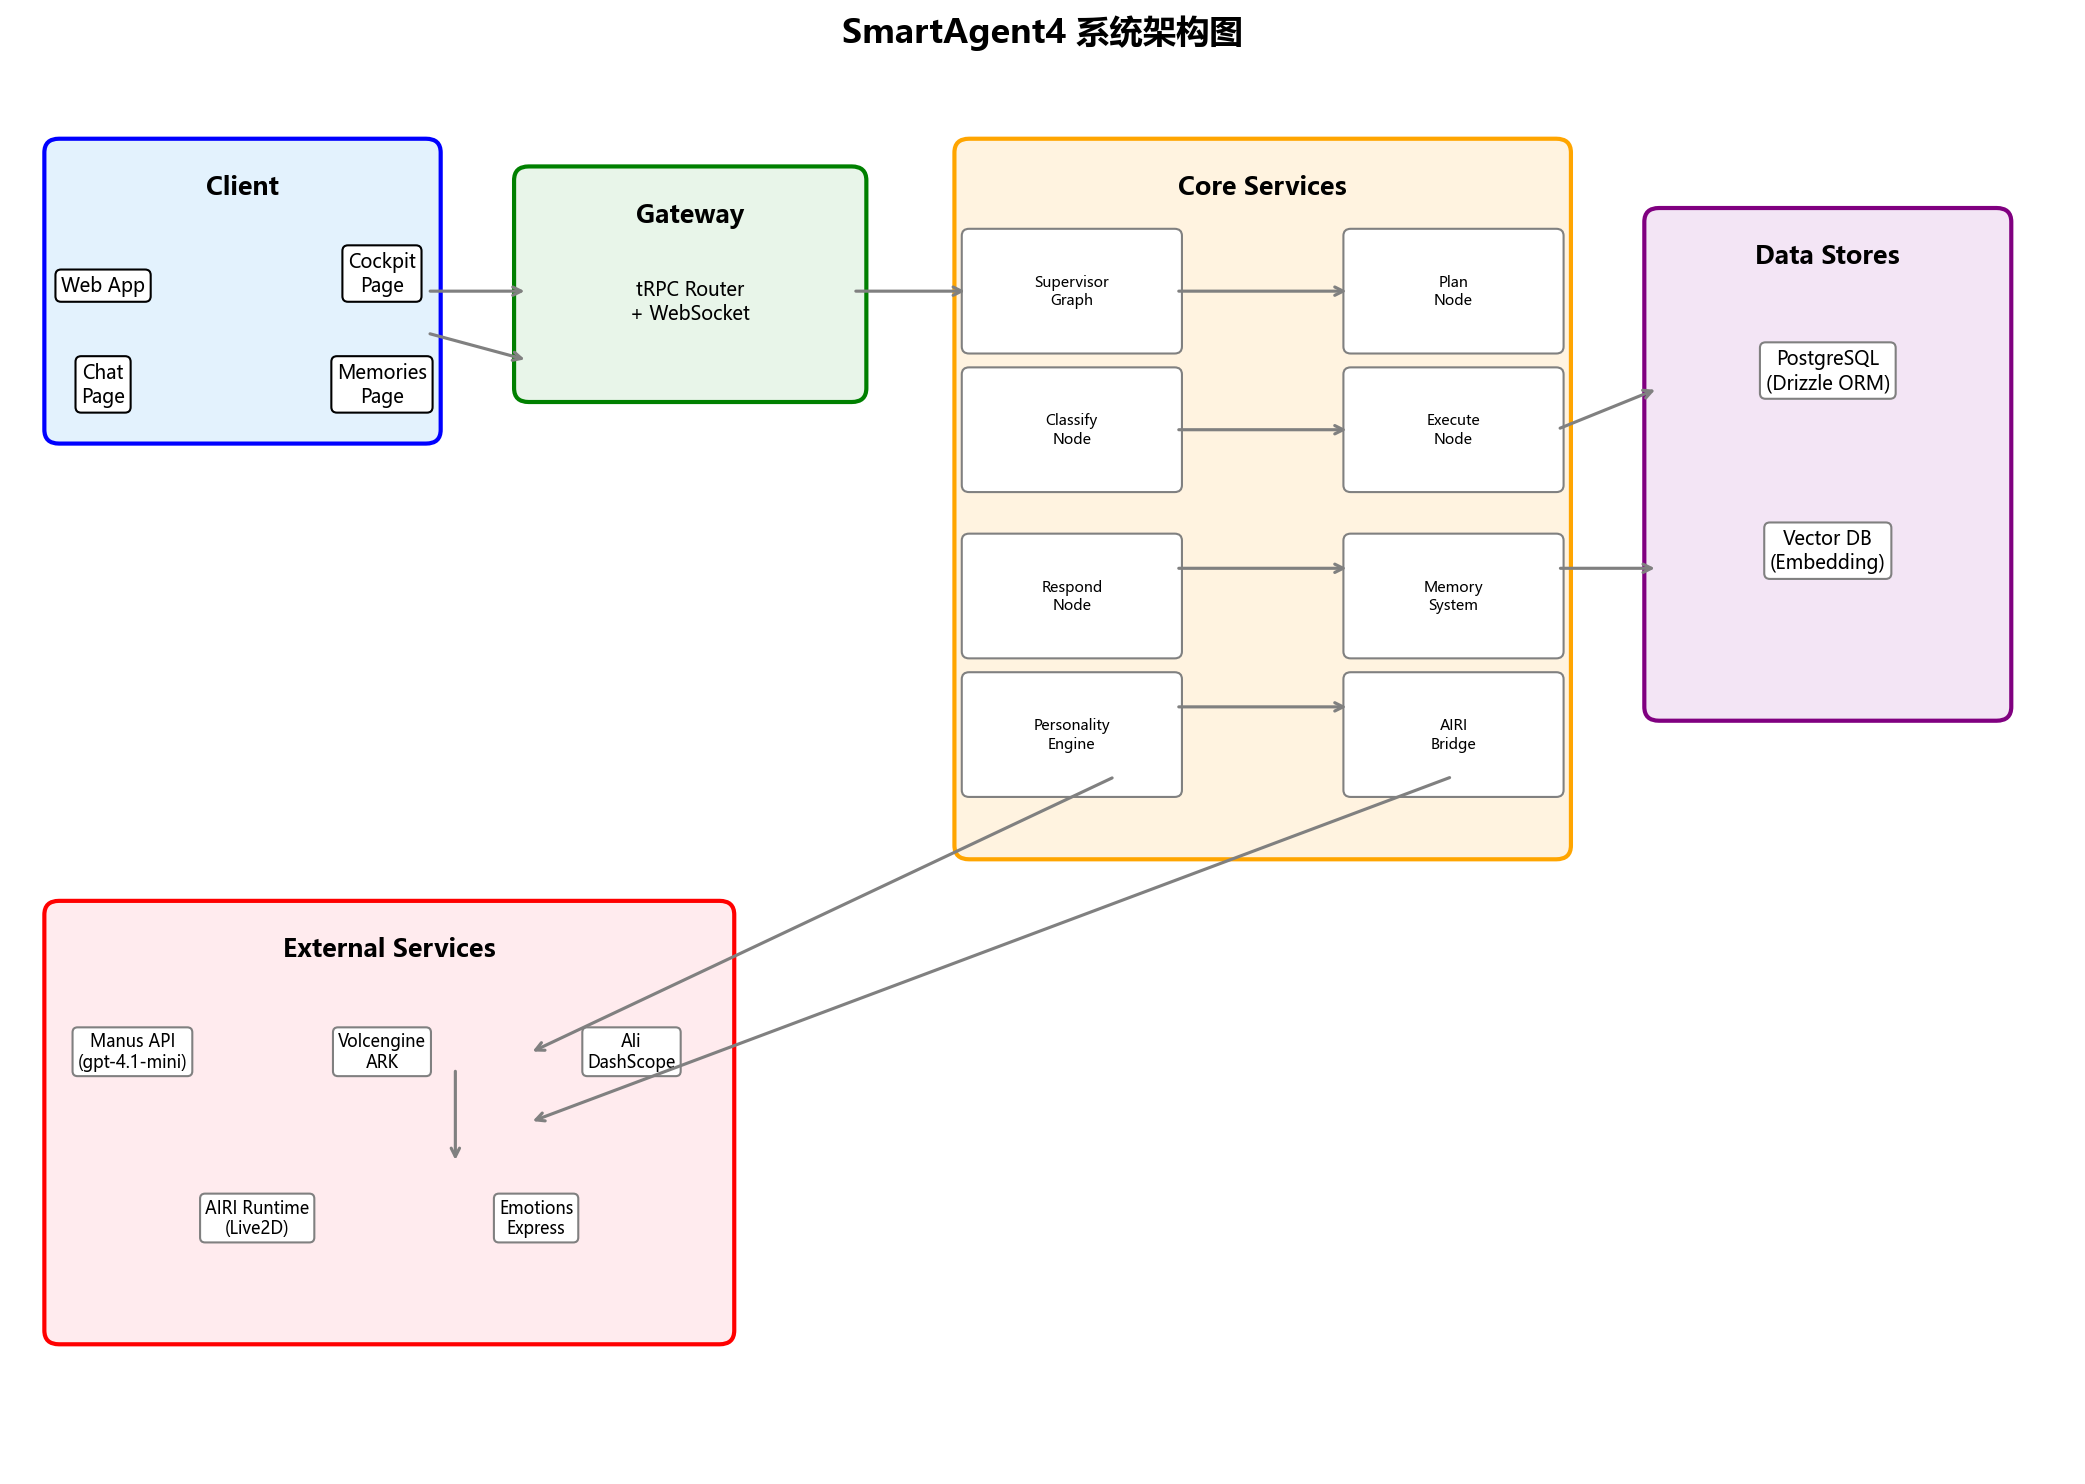 SmartAgent4 系统架构图
Client
Web App
Cockpit
Page
Chat
Page
Memories
Page
Gateway
tRPC Router
+ WebSocket
Core Services
Supervisor
Graph
Plan
Node
Classify
Node
Execute
Node
Respond
Node
Memory
System
Personality
Engine
AIRI
Bridge
Data Stores
PostgreSQL
(Drizzle ORM)
Vector DB
(Embedding)
External Services
Manus API
(gpt-4.1-mini)
Volcengine
ARK
Ali
DashScope
AIRI Runtime
(Live2D)
Emotions
Express